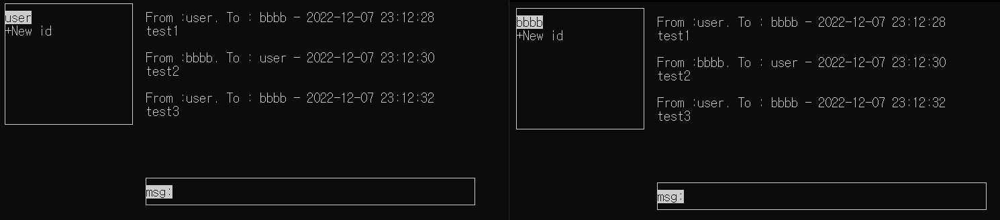 user
+New id
From :user. To : bbbb - 2022-12-07 23:12:28
test1
From :bbbb. To : user - 2022-12-07 23:12:30
test2
From :user. To : bbbb - 2022-12-07 23:12:32
test3
msg:
bbbb
+New id
From :user. To : bbbb - 2022-12-07 23:12:28
test1
From :bbbb. To : user - 2022-12-07 23:12:30
test2
From :user. To : bbbb - 2022-12-07 23:12:32
test3
msg: